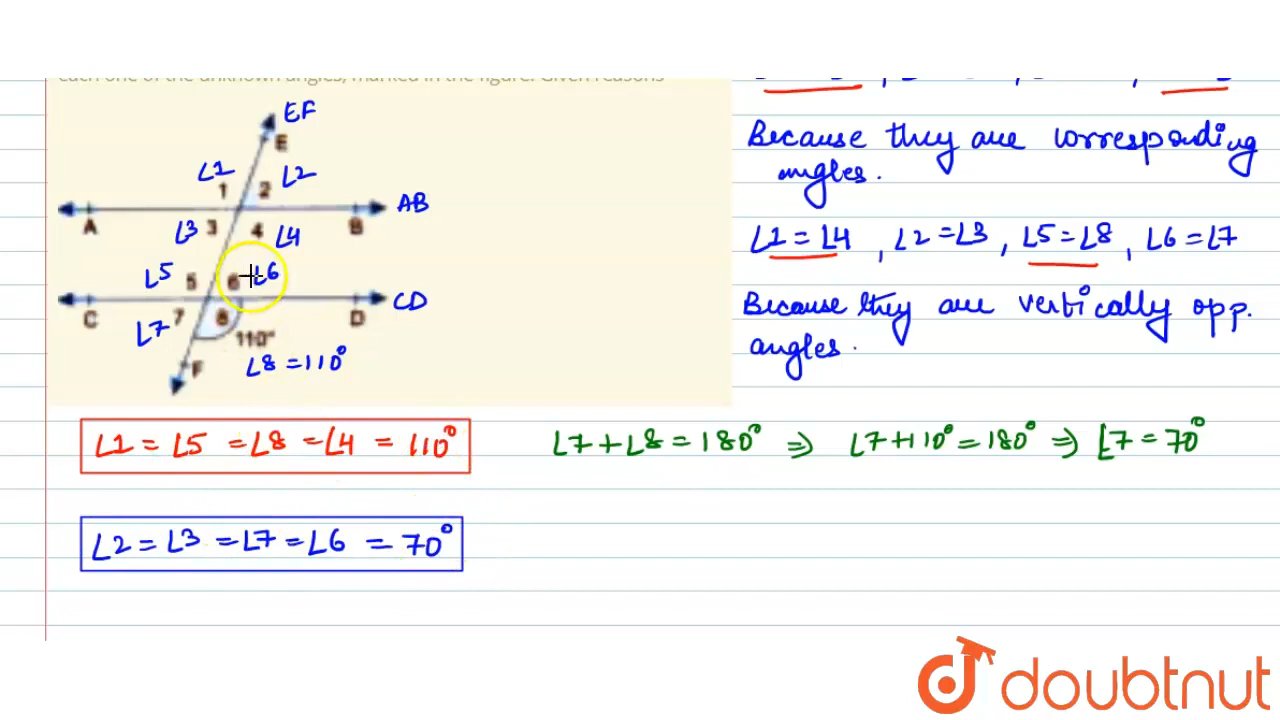 each one of the unknown angles, marked in the figure. Given reasons
EF
E
∠1
1 2
∠2
A
B
AB
∠3
3 4
∠4
∠5
5 6
∠6
C
D
CD
∠7
7 8
110°
F
∠8 = 110°
Because they are corresponding
angles.
∠1 = ∠4 , ∠2 = ∠3 , ∠5 = ∠8 , ∠6 = ∠7
Because they are vertically opp.
angles.
∠1 = ∠5 = ∠8 = ∠4 = 110°
∠7 + ∠8 = 180° ⇒ ∠7 + 110° = 180° ⇒ ∠7 = 70°
∠2 = ∠3 = ∠7 = ∠6 = 70°
doubtnut